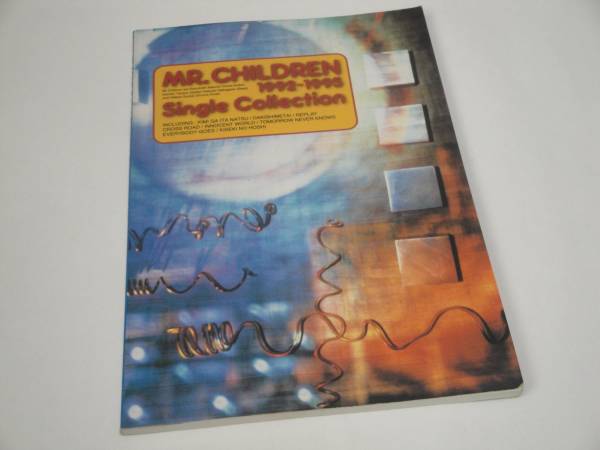 MR. CHILDREN
1992-1995
Single Collection
INCLUDING : KIMI GA ITA NATSU / DAKISHIMETAI / REPLAY
CROSS ROAD / INNOCENT WORLD / TOMORROW NEVER KNOWS
EVERYBODY GOES / KISEKI NO HOSHI